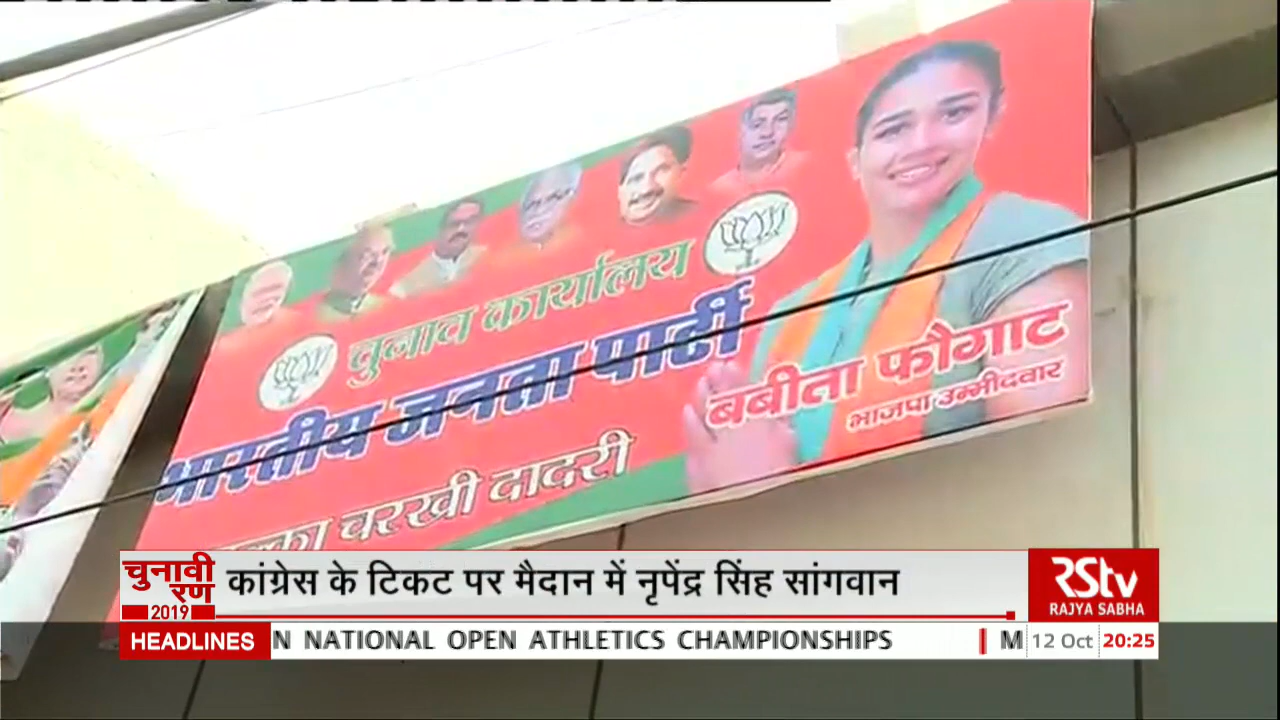 चुनाव कार्यालय
भारतीय जनता पार्टी
चरखी दादरी
बबीता फौगाट
भाजपा उम्मीदवार
चुनावी
रण
2019
कांग्रेस के टिकट पर मैदान में नृपेंद्र सिंह सांगवान
RStv
RAJYA SABHA
HEADLINES
N NATIONAL OPEN ATHLETICS CHAMPIONSHIPS
M
12 Oct
20:25